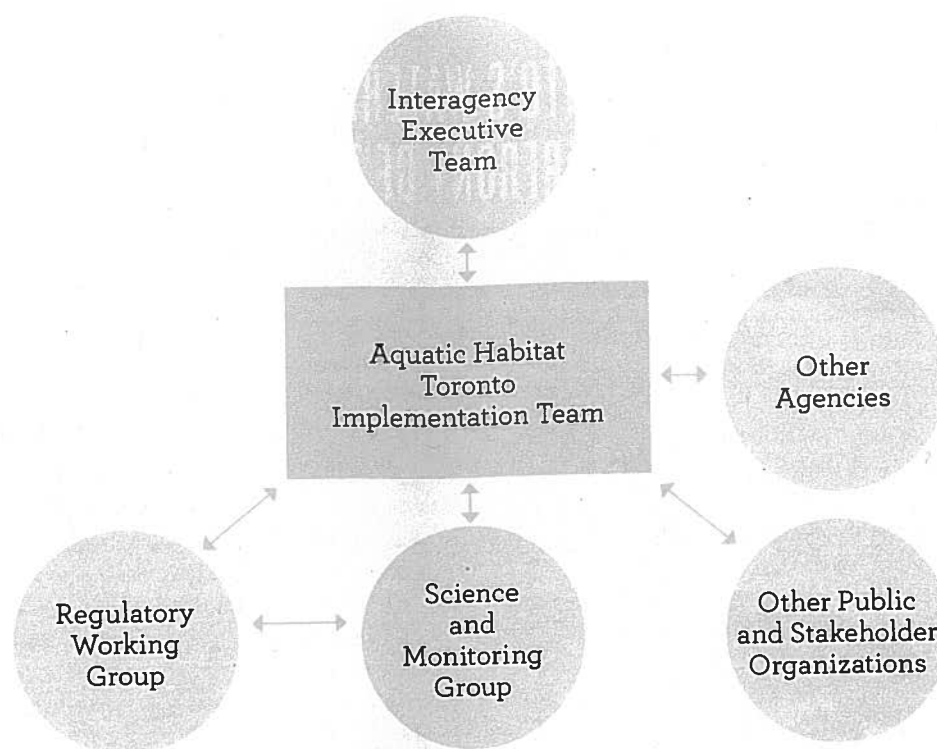 Interagency
Executive
Team
Aquatic Habitat
Toronto
Implementation Team
Other
Agencies
Regulatory
Working
Group
Science
and
Monitoring
Group
Other Public
and Stakeholder
Organizations